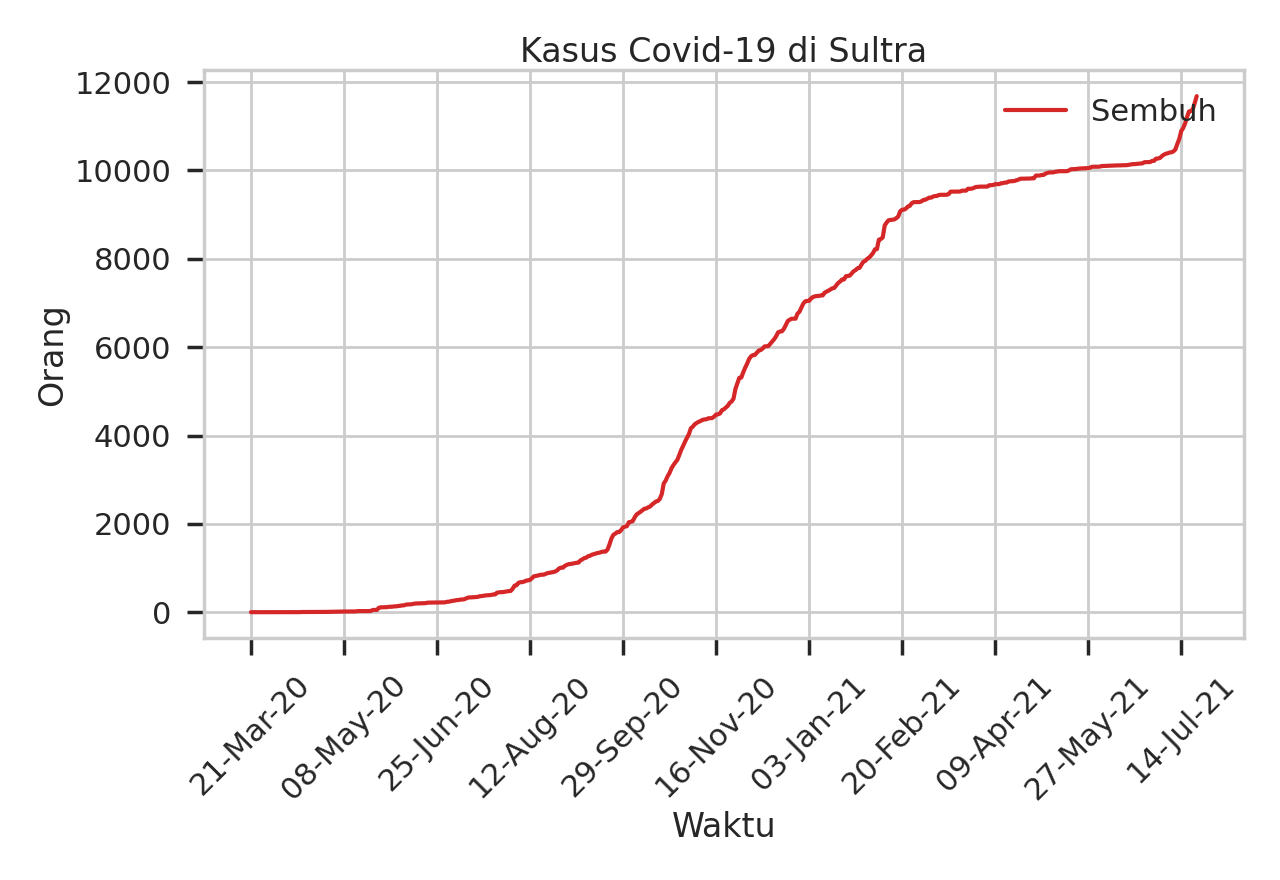 Kasus Covid-19 di Sultra
12000
10000
8000
6000
4000
2000
0
Orang
Sembuh
21-Mar-20
08-May-20
25-Jun-20
12-Aug-20
29-Sep-20
16-Nov-20
03-Jan-21
20-Feb-21
09-Apr-21
27-May-21
14-Jul-21
Waktu